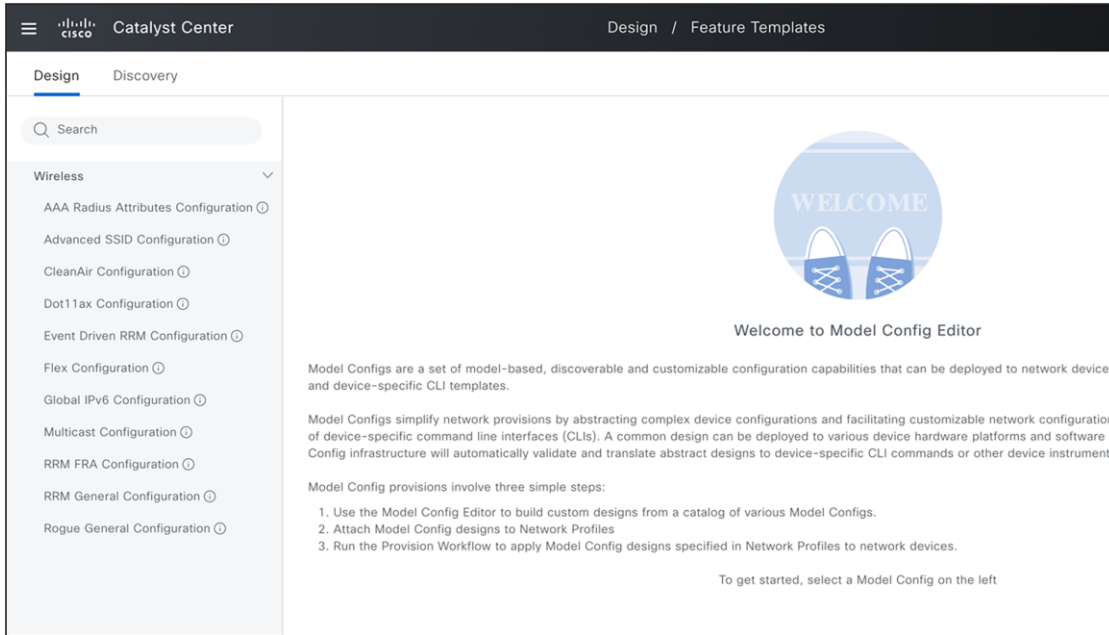 CISCO Catalyst Center
Design / Feature Templates
Design Discovery
Search
Wireless
AAA Radius Attributes Configuration
Advanced SSID Configuration
CleanAir Configuration
Dot11ax Configuration
Event Driven RRM Configuration
Flex Configuration
Global IPv6 Configuration
Multicast Configuration
RRM FRA Configuration
RRM General Configuration
Rogue General Configuration
WELCOME
Welcome to Model Config Editor
Model Configs are a set of model-based, discoverable and customizable configuration capabilities that can be deployed to network device
and device-specific CLI templates.
Model Configs simplify network provisions by abstracting complex device configurations and facilitating customizable network configuration
of device-specific command line interfaces (CLIs). A common design can be deployed to various device hardware platforms and software
Config infrastructure will automatically validate and translate abstract designs to device-specific CLI commands or other device instrument
Model Config provisions involve three simple steps:
1. Use the Model Config Editor to build custom designs from a catalog of various Model Configs.
2. Attach Model Config designs to Network Profiles
3. Run the Provision Workflow to apply Model Config designs specified in Network Profiles to network devices.
To get started, select a Model Config on the left